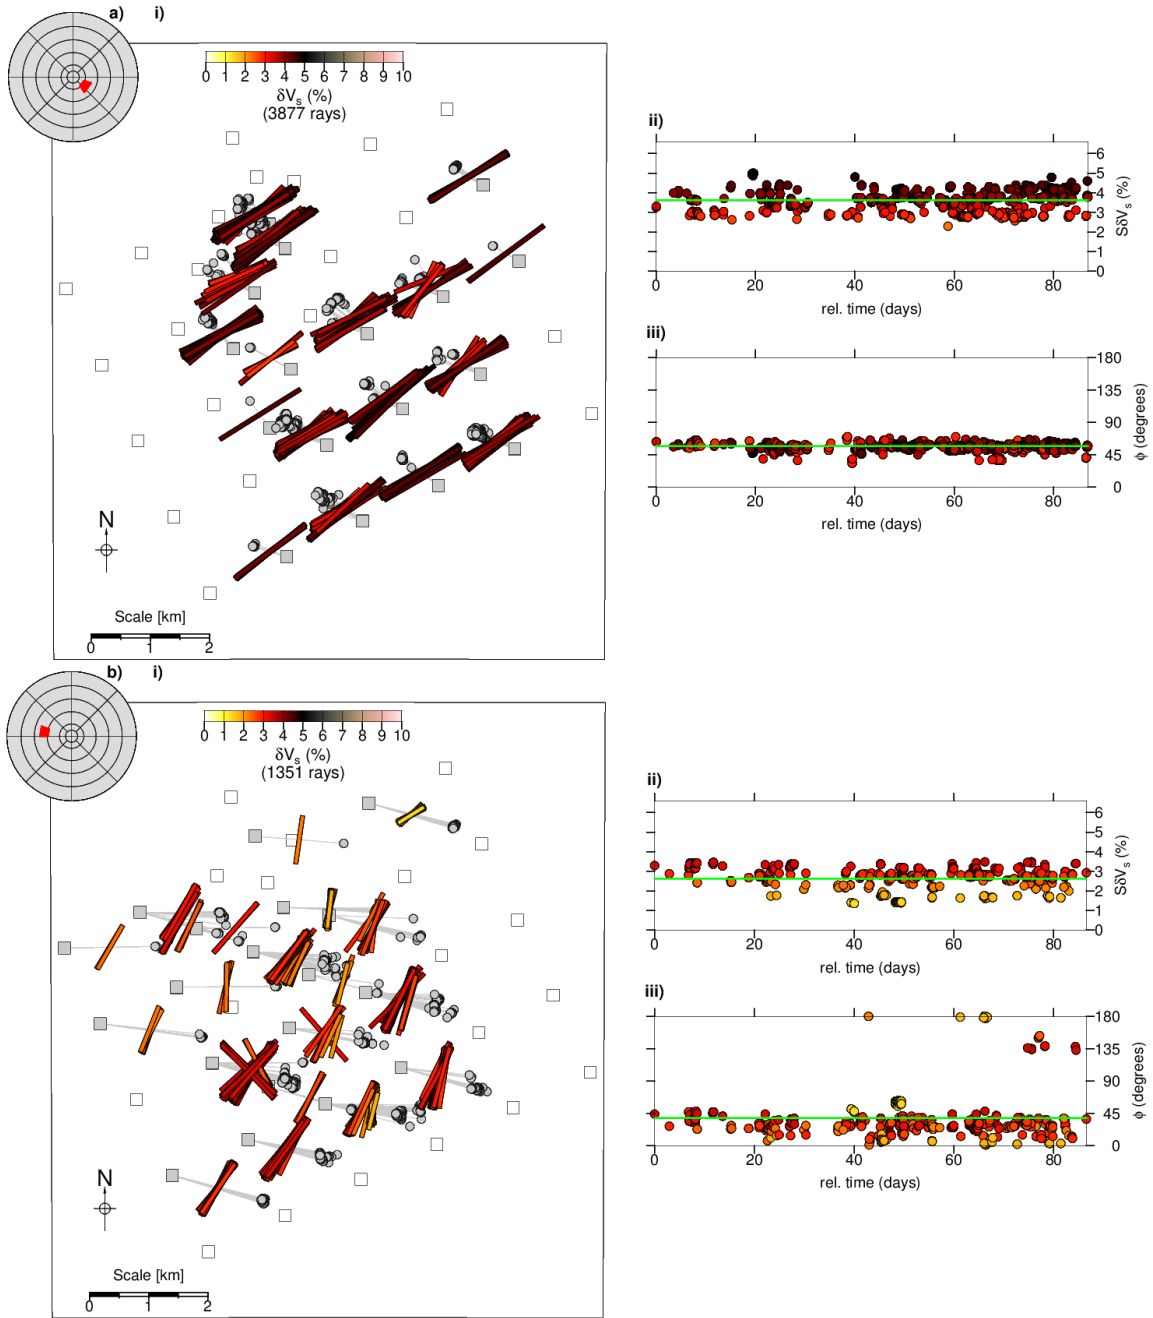 a) i)
0 1 2 3 4 5 6 7 8 9 10
δVs (%)
(3877 rays)
N
Scale [km]
0 1 2
ii)
6
5
4
3
2
1
0
SδVs (%)
0 20 40 60 80
rel. time (days)
iii)
180
135
90
45
0
ϕ (degrees)
0 20 40 60 80
rel. time (days)
b) i)
0 1 2 3 4 5 6 7 8 9 10
δVs (%)
(1351 rays)
N
Scale [km]
0 1 2
ii)
6
5
4
3
2
1
0
SδVs (%)
0 20 40 60 80
rel. time (days)
iii)
180
135
90
45
0
ϕ (degrees)
0 20 40 60 80
rel. time (days)